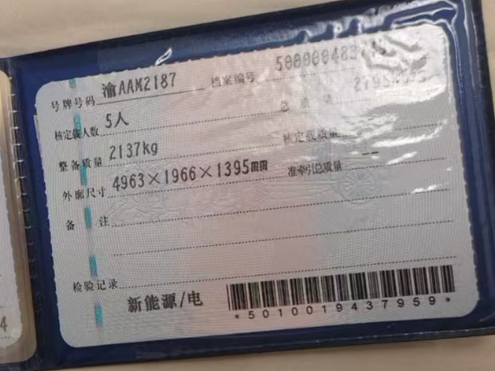 号牌号码 渝AAM2187 档案编号
核定载人数 5人 总质量
整备质量 2137kg 核定载质量
外廓尺寸 4963×1966×1395mm 准牵引总质量 --
备注
检验记录
新能源/电
*5010019437959*
4